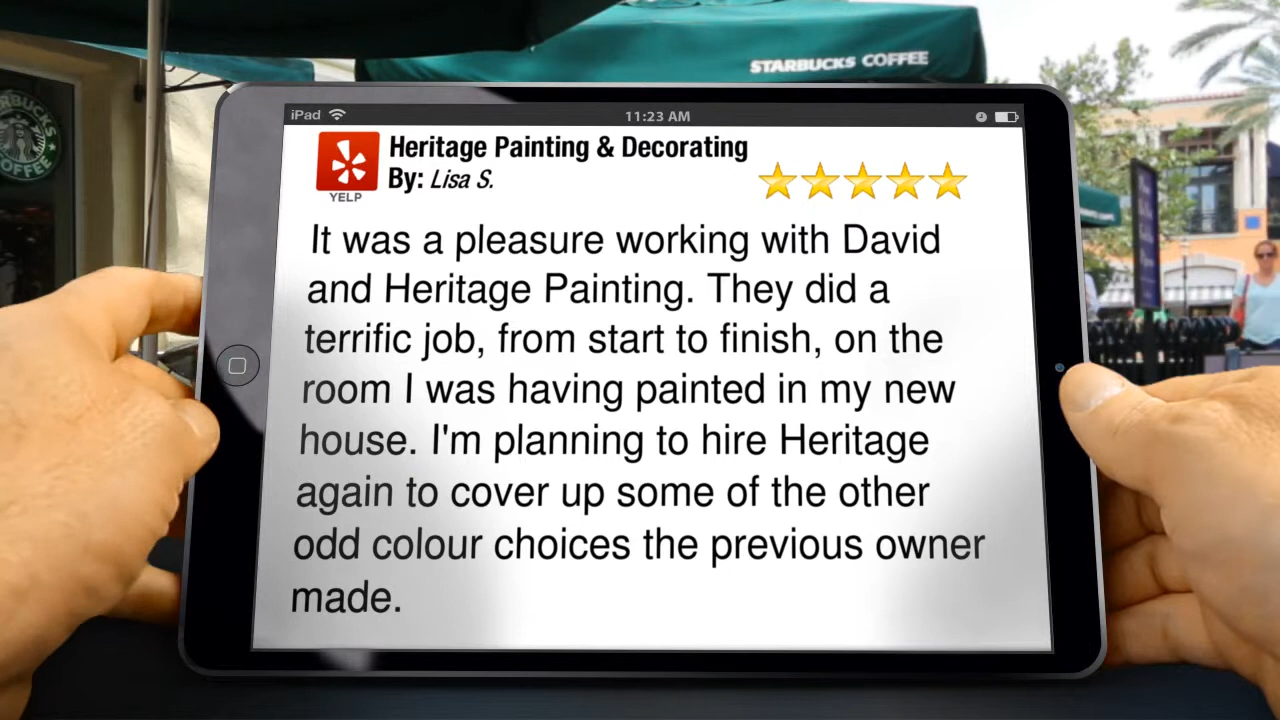 STARBUCKS COFFEE
iPad 11:23 AM
Heritage Painting & Decorating
By: Lisa S.
YELP
It was a pleasure working with David
and Heritage Painting. They did a
terrific job, from start to finish, on the
room I was having painted in my new
house. I'm planning to hire Heritage
again to cover up some of the other
odd colour choices the previous owner
made.